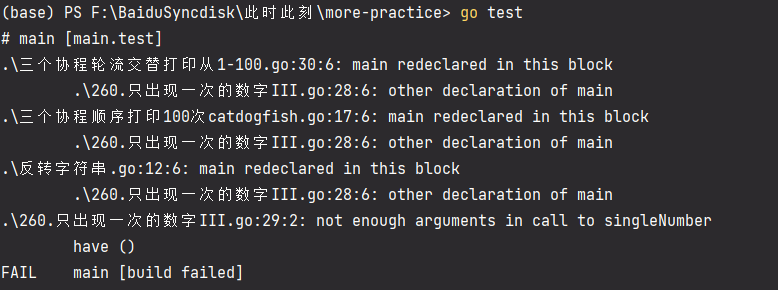 (base) PS F:\BaiduSyncdisk\此时此刻\more-practice> go test
# main [main.test]
.\三个协程轮流交替打印从1-100.go:30:6: main redeclared in this block
        .\260.只出现一次的数字III.go:28:6: other declaration of main
.\三个协程顺序打印100次catdogfish.go:17:6: main redeclared in this block
        .\260.只出现一次的数字III.go:28:6: other declaration of main
.\反转字符串.go:12:6: main redeclared in this block
        .\260.只出现一次的数字III.go:28:6: other declaration of main
.\260.只出现一次的数字III.go:29:2: not enough arguments in call to singleNumber
        have ()
FAIL    main [build failed]